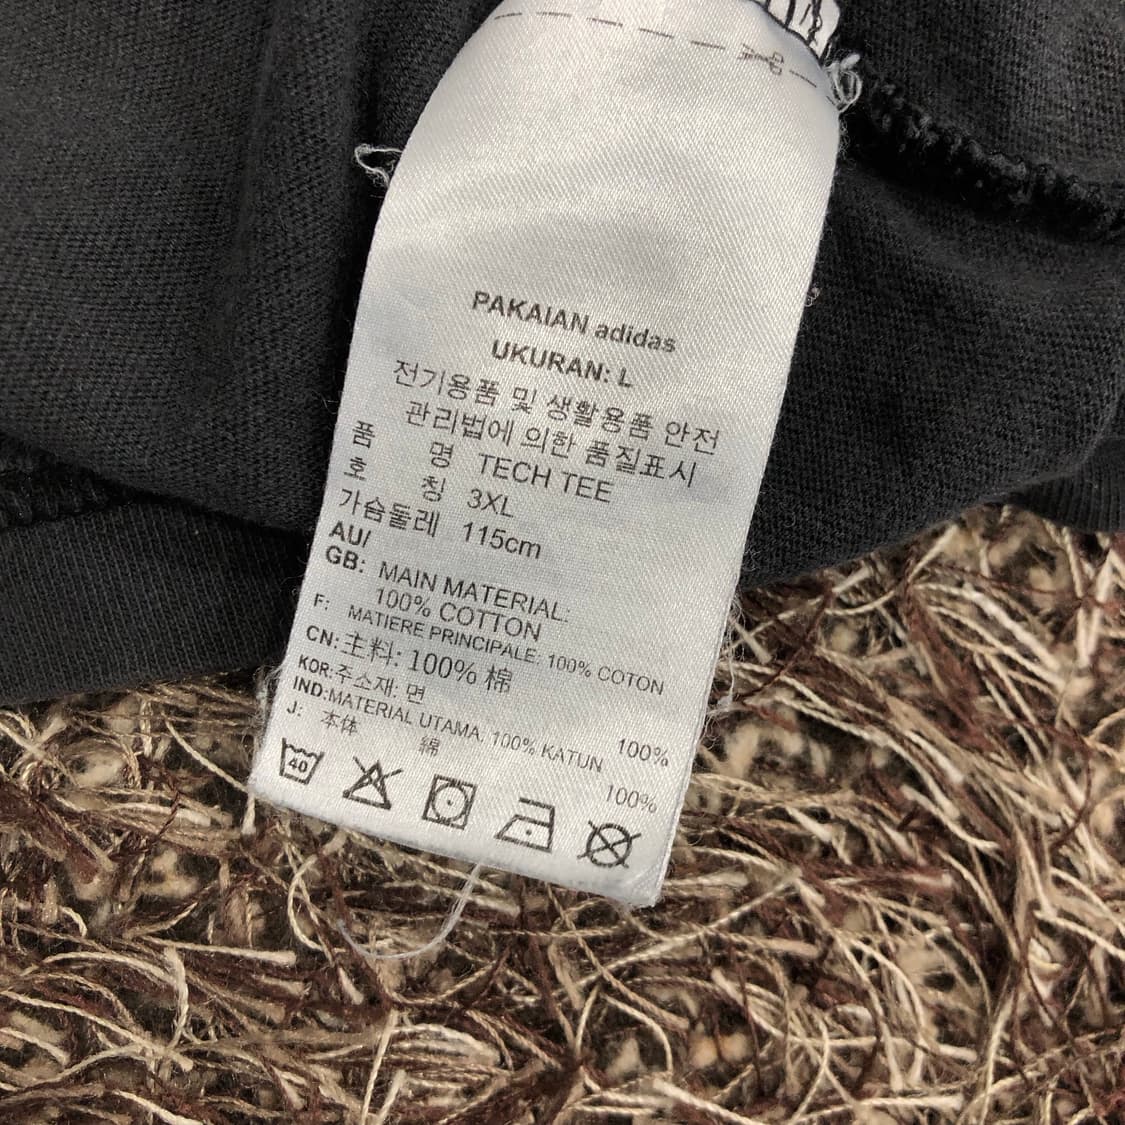 PAKAIAN adidas
UKURAN: L
전기용품 및 생활용품 안전
관리법에 의한 품질표시
품 명 TECH TEE
호 칭 3XL
가슴둘레 115cm
AU/
GB: MAIN MATERIAL:
100% COTTON
F: MATIERE PRINCIPALE: 100% COTON
CN: 主料: 100% 棉
KOR: 주소재: 면 100%
IND: MATERIAL UTAMA. 100% KATUN
J: 本体 綿 100%
40